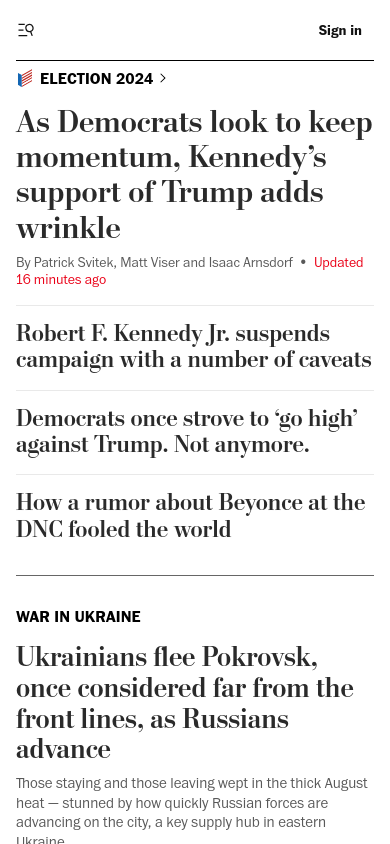 Sign in
ELECTION 2024
As Democrats look to keep
momentum, Kennedy’s
support of Trump adds
wrinkle
By Patrick Svitek, Matt Viser and Isaac Arnsdorf • Updated
16 minutes ago
Robert F. Kennedy Jr. suspends
campaign with a number of caveats
Democrats once strove to ‘go high’
against Trump. Not anymore.
How a rumor about Beyonce at the
DNC fooled the world
WAR IN UKRAINE
Ukrainians flee Pokrovsk,
once considered far from the
front lines, as Russians
advance
Those staying and those leaving wept in the thick August
heat — stunned by how quickly Russian forces are
advancing on the city, a key supply hub in eastern
Ukraine